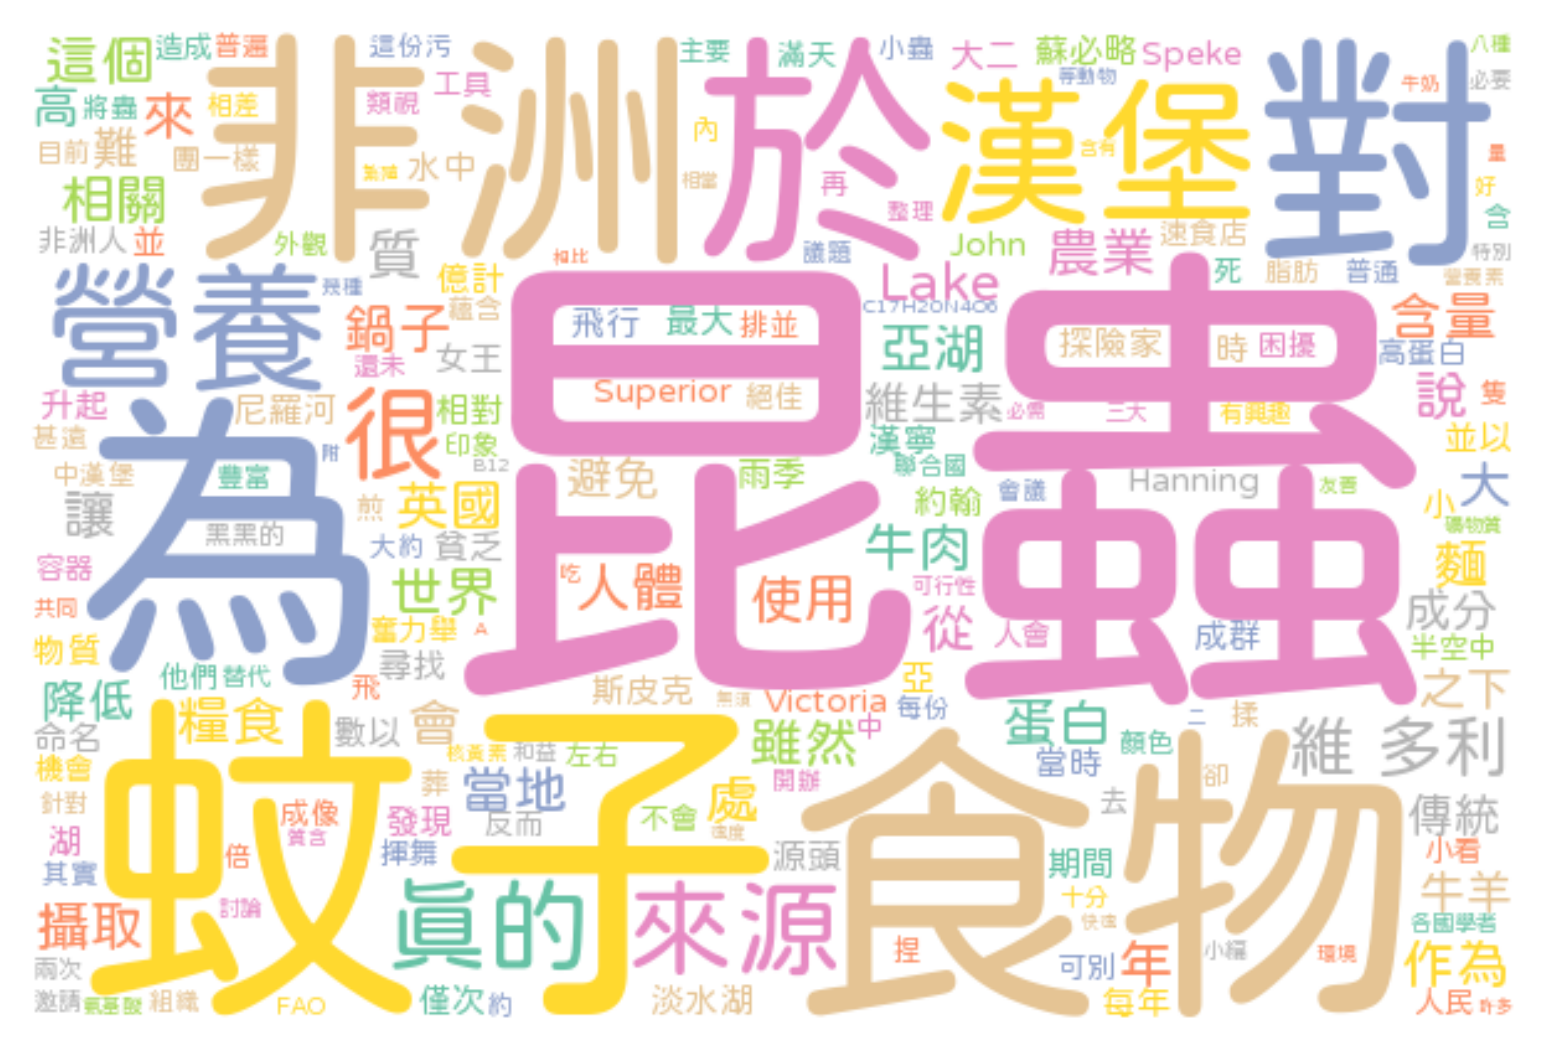 這個 造成 普遍 非洲 這份污 主要 於 滿天 小蟲 大二 蘇必略 Speke 對 八種
工具 等動物 牛奶 必要
高 將蟲 來 相差 類視 內 漢堡 含有 量
目前 難 團一樣 水中 相當 再 好
相關 整理 含
非洲人 並 外觀 質 相比 議題 John 農業 速食店 特別
營養 幾種 億計 昆蟲 Lake 死 脂肪 普通 營養素
蘊含 C17H20N4O6 含量
鍋子 女王 飛行 最大 排並 亞湖 探險家 時 困擾 高蛋白
還未 Superior 絕佳 維生素 必需 三大 有興趣 說 隻
升起 為 尼羅河 很 相對 漢寧
甚遠 附 印象 聯合國 並以
中漢堡 豐富 B12 避免 雨季 Hanning 會議 友善 大
讓 黑黑的 煎 英國 約翰 小 礦物質
大約 貧乏 牛肉 麵
容器 世界 吃 人體 使用 可行性 成分
共同 奮力舉 A 從 人會 成群 半空中
物質 他們 替代 尋找 亞
降低 飛 斯皮克 無須 Victoria 每份 二 揉 之下
蚊子 糧食 數以 會 雖然 中 蛋白 顏色 維 多利
命名 核黃素 和益 左右 食物 當時
機會 葬 當地 開辦 卻
針對 成像 發現 反而 不會 處 速度 去 傳統
湖 質含 倍 揮舞 源頭 期間 小看
其實 真的 來源 十分 牛羊
攝取 討論 快速 各國學者
兩次 捏 可別 年 小編 環境 作為
邀請 氨基酸 組織 FAO 僅次 約 淡水湖 每年 人民 許多